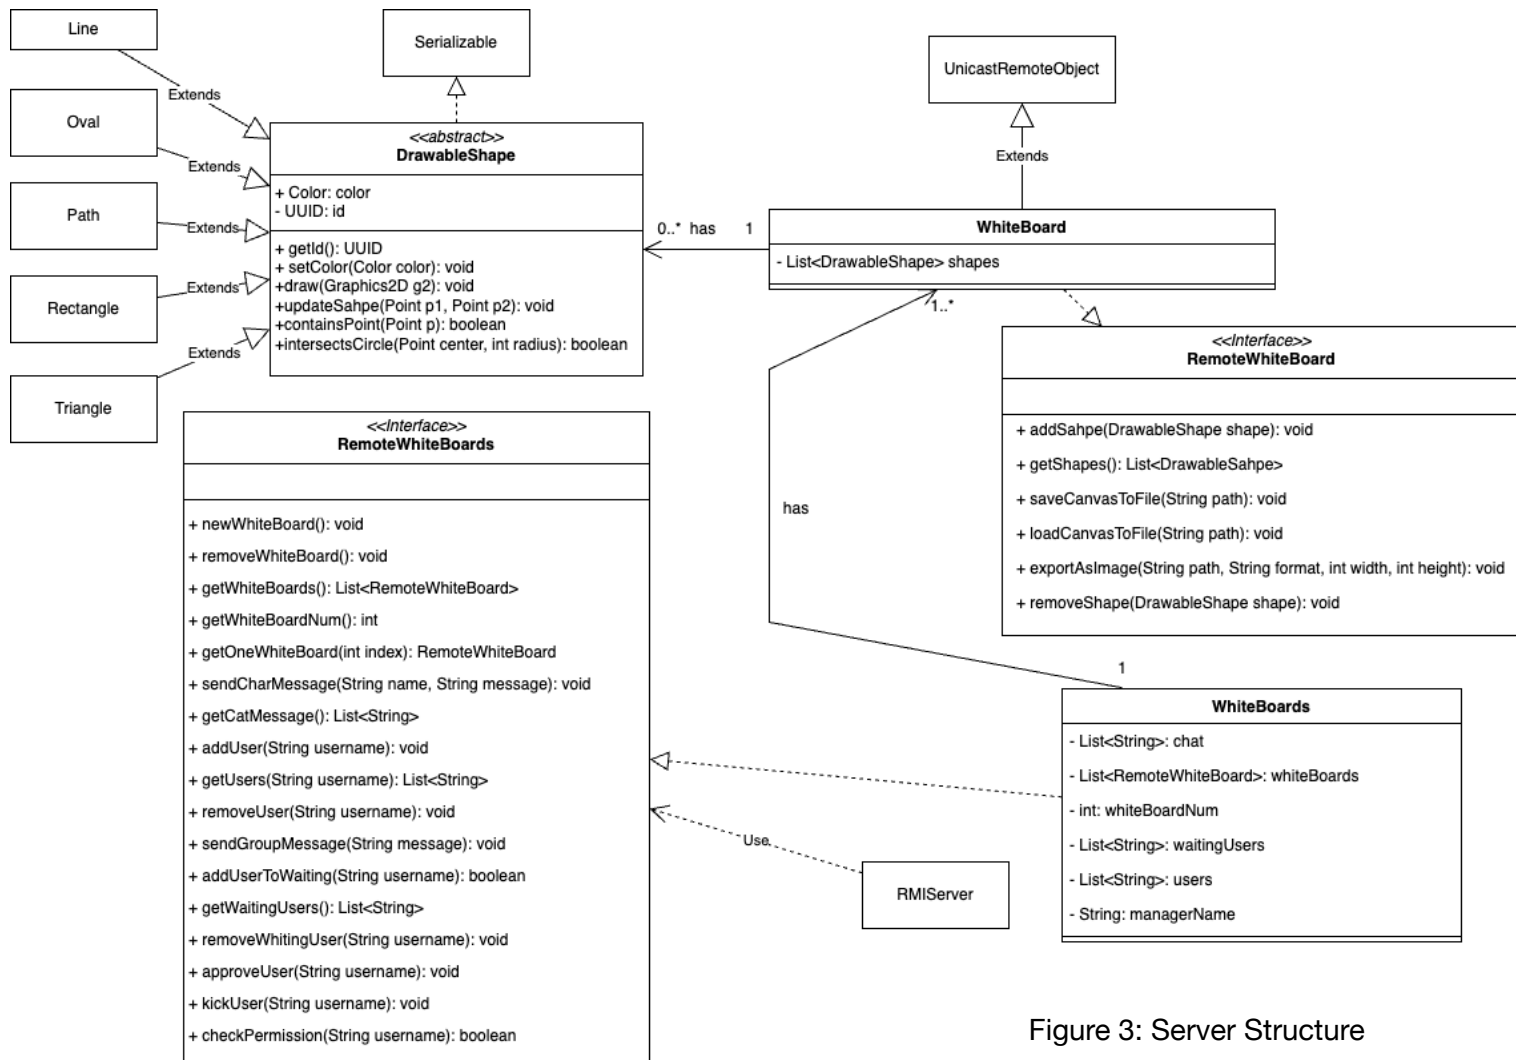 Line
Extends
Oval
Extends
Path
Extends
Rectangle
Extends
Triangle
Extends
Serializable
<<abstract>>
DrawableShape
+ Color: color
- UUID: id
+ getId(): UUID
+ setColor(Color color): void
+draw(Graphics2D g2): void
+updateSahpe(Point p1, Point p2): void
+containsPoint(Point p): boolean
+intersectsCircle(Point center, int radius): boolean
0..* has 1
UnicastRemoteObject
Extends
WhiteBoard
- List<DrawableShape> shapes
1..*
has
1
<<Interface>>
RemoteWhiteBoard
+ addSahpe(DrawableShape shape): void
+ getShapes(): List<DrawableSahpe>
+ saveCanvasToFile(String path): void
+ loadCanvasToFile(String path): void
+ exportAsImage(String path, String format, int width, int height): void
+ removeShape(DrawableShape shape): void
<<Interface>>
RemoteWhiteBoards
+ newWhiteBoard(): void
+ removeWhiteBoard(): void
+ getWhiteBoards(): List<RemoteWhiteBoard>
+ getWhiteBoardNum(): int
+ getOneWhiteBoard(int index): RemoteWhiteBoard
+ sendCharMessage(String name, String message): void
+ getCatMessage(): List<String>
+ addUser(String username): void
+ getUsers(String username): List<String>
+ removeUser(String username): void
+ sendGroupMessage(String message): void
+ addUserToWaiting(String username): boolean
+ getWaitingUsers(): List<String>
+ removeWhitingUser(String username): void
+ approveUser(String username): void
+ kickUser(String username): void
+ checkPermission(String username): boolean
Use
RMIServer
WhiteBoards
- List<String>: chat
- List<RemoteWhiteBoard>: whiteBoards
- int: whiteBoardNum
- List<String>: waitingUsers
- List<String>: users
- String: managerName
Figure 3: Server Structure